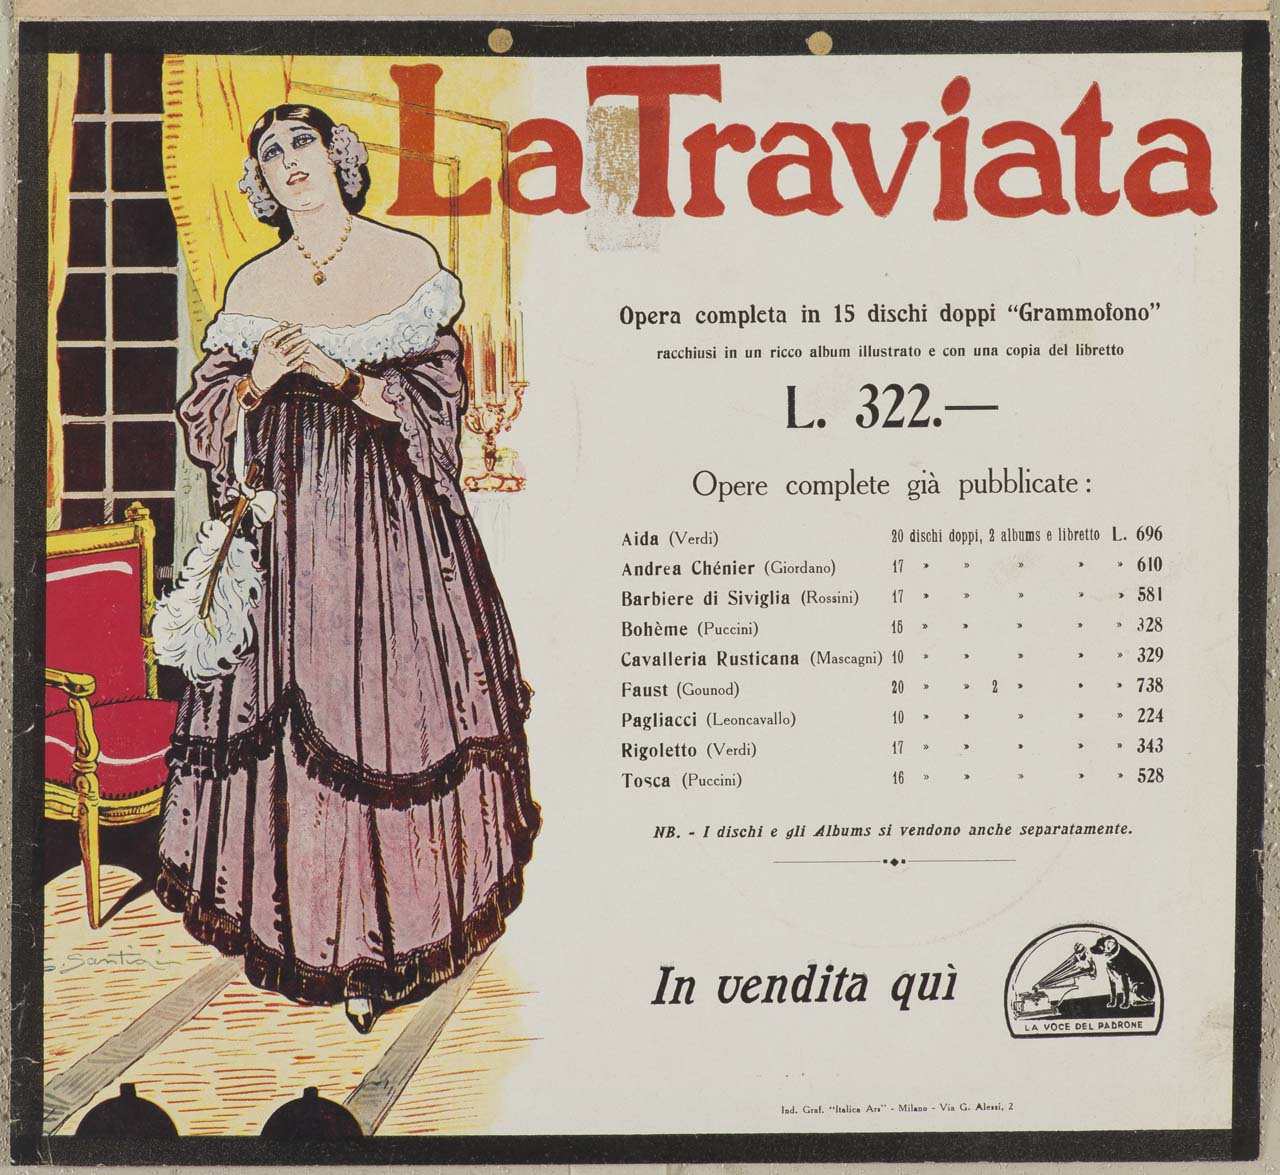 La Traviata
Opera completa in 15 dischi doppi “Grammofono”
racchiusi in un ricco album illustrato e con una copia del libretto
L. 322.—
Opere complete già pubblicate :
Aida (Verdi) 20 dischi doppi, 2 albums e libretto L. 696
Andrea Chénier (Giordano) 17 » » » » » 610
Barbiere di Siviglia (Rossini) 17 » » » » » 581
Bohème (Puccini) » » » » » 328
Cavalleria Rusticana (Mascagni) 10 » » » » » 329
Faust (Gounod) 20 » » 2 » » » 738
Pagliacci (Leoncavallo) 10 » » » » » 224
Rigoletto (Verdi) 17 » » » » » 343
Tosca (Puccini) 16 » » » » » 528
NB. - I dischi e gli Albums si vendono anche separatamente.
In vendita quì
LA VOCE DEL PADRONE
Ind. Graf. “Italica Ars” - Milano - Via G. Alessi, 2